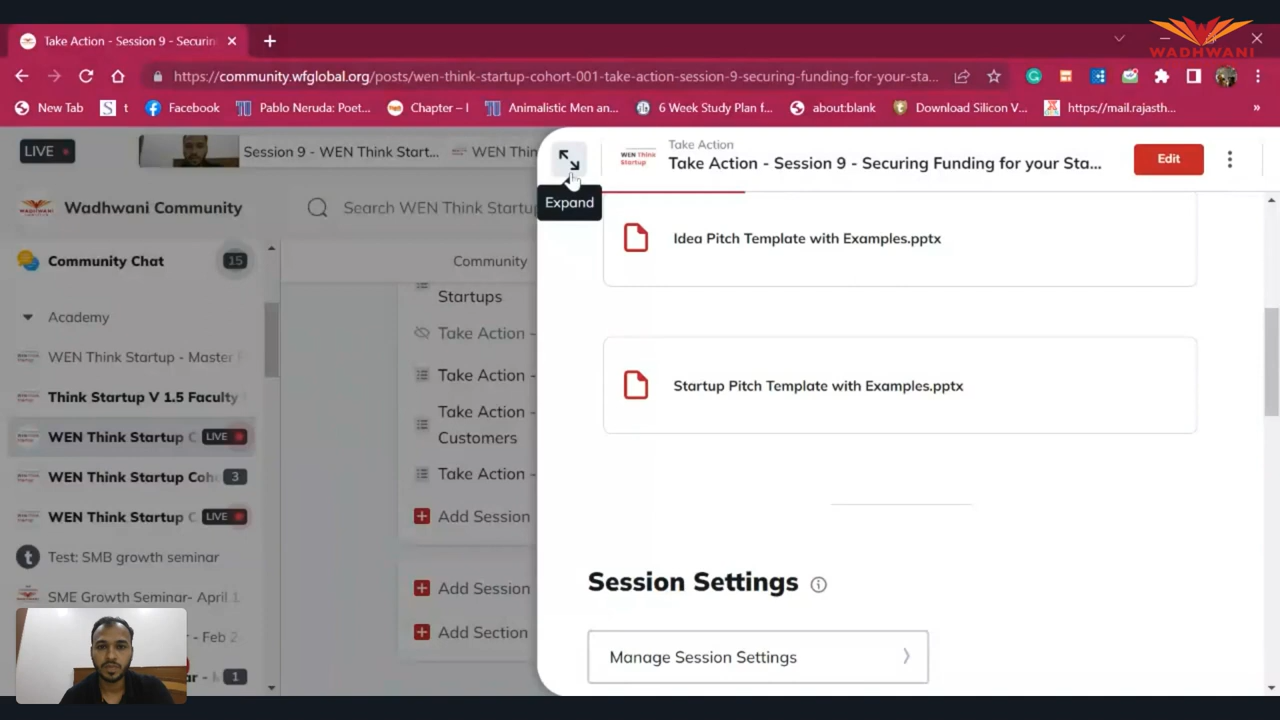 Take Action - Session 9 - Securin
WADHWANI
https://community.wfglobal.org/posts/wen-think-startup-cohort-001-take-action-session-9-securing-funding-for-your-sta...
New Tab
t
Facebook
Pablo Neruda: Poet...
Chapter – I
Animalistic Men an...
6 Week Study Plan f...
about:blank
Download Silicon V...
https://mail.rajasth...
»
LIVE
Session 9 - WEN Think Start...
WEN Thin
Take Action
WEN Think
Startup
Take Action - Session 9 - Securing Funding for your Sta...
Edit
Expand
Wadhwani Community
Search WEN Think Startu
Community Chat
15
Community
Academy
WEN Think Startup - Master
Think Startup V 1.5 Faculty
WEN Think Startup C
LIVE
WEN Think Startup Coh
3
WEN Think Startup C
LIVE
t
Test: SMB growth seminar
SME Growth Seminar- April 1
- Feb 2
1
Startups
Take Action -
Take Action -
Take Action -
Customers
Take Action -
Add Session
Add Session
Add Section
Idea Pitch Template with Examples.pptx
Startup Pitch Template with Examples.pptx
Session Settings
Manage Session Settings